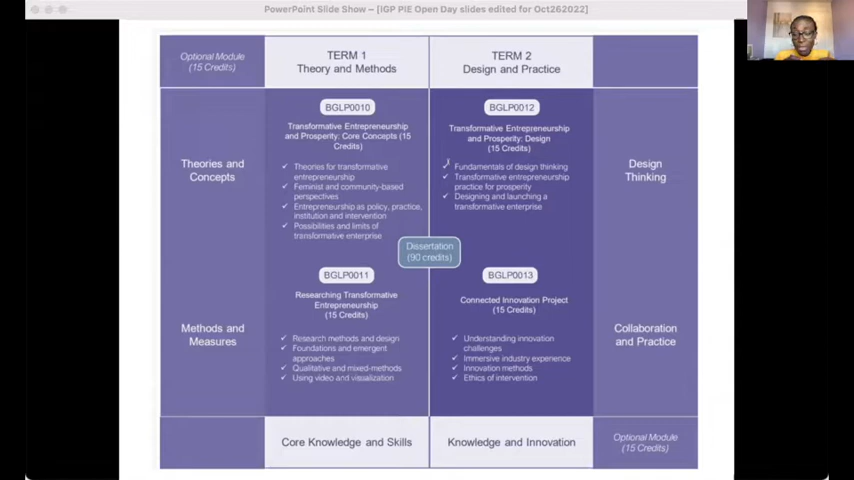 PowerPoint Slide Show – [IGP PIE Open Day slides edited for Oct262022]
Optional Module
(15 Credits)
TERM 1
Theory and Methods
TERM 2
Design and Practice
Theories and
Concepts
BGLP0010
Transformative Entrepreneurship
and Prosperity: Core Concepts (15
Credits)
✓ Theories for transformative
entrepreneurship
✓ Feminist and community-based
perspectives
✓ Entrepreneurship as policy, practice,
institution and intervention
✓ Possibilities and limits of
transformative enterprise
BGLP0012
Transformative Entrepreneurship
and Prosperity: Design
(15 Credits)
✓ Fundamentals of design thinking
✓ Transformative entrepreneurship
practice for prosperity
✓ Designing and launching a
transformative enterprise
Design
Thinking
Dissertation
(90 credits)
Methods and
Measures
BGLP0011
Researching Transformative
Entrepreneurship
(15 Credits)
✓ Research methods and design
✓ Foundations and emergent
approaches
✓ Qualitative and mixed-methods
✓ Using video and visualization
BGLP0013
Connected Innovation Project
(15 Credits)
✓ Understanding innovation
challenges
✓ Immersive industry experience
✓ Innovation methods
✓ Ethics of intervention
Collaboration
and Practice
Core Knowledge and Skills
Knowledge and Innovation
Optional Module
(15 Credits)